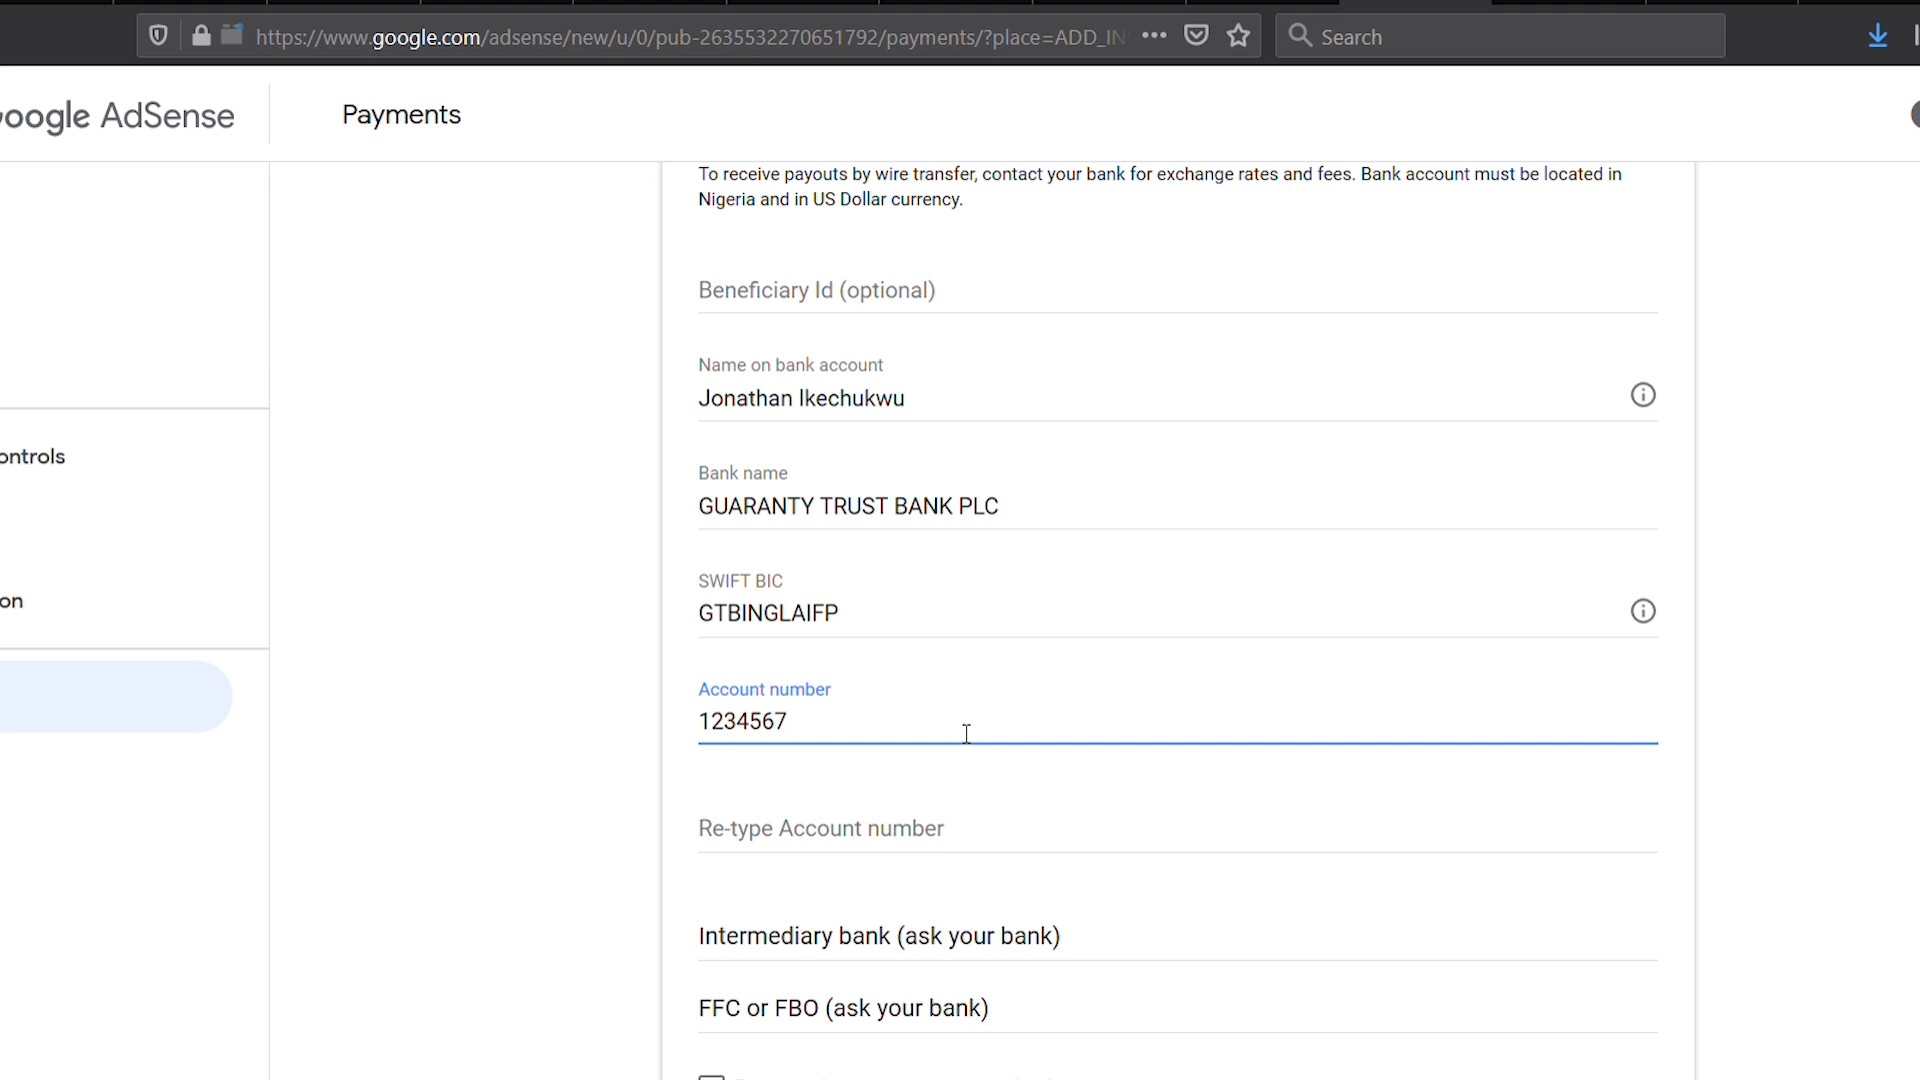 https://www.google.com/adsense/new/u/0/pub-2635532270651792/payments/?place=ADD_IN
Search
oogle AdSense
Payments
To receive payouts by wire transfer, contact your bank for exchange rates and fees. Bank account must be located in
Nigeria and in US Dollar currency.
Beneficiary Id (optional)
Name on bank account
Jonathan Ikechukwu
ontrols
Bank name
GUARANTY TRUST BANK PLC
SWIFT BIC
GTBINGLAIFP
on
Account number
1234567
Re-type Account number
Intermediary bank (ask your bank)
FFC or FBO (ask your bank)